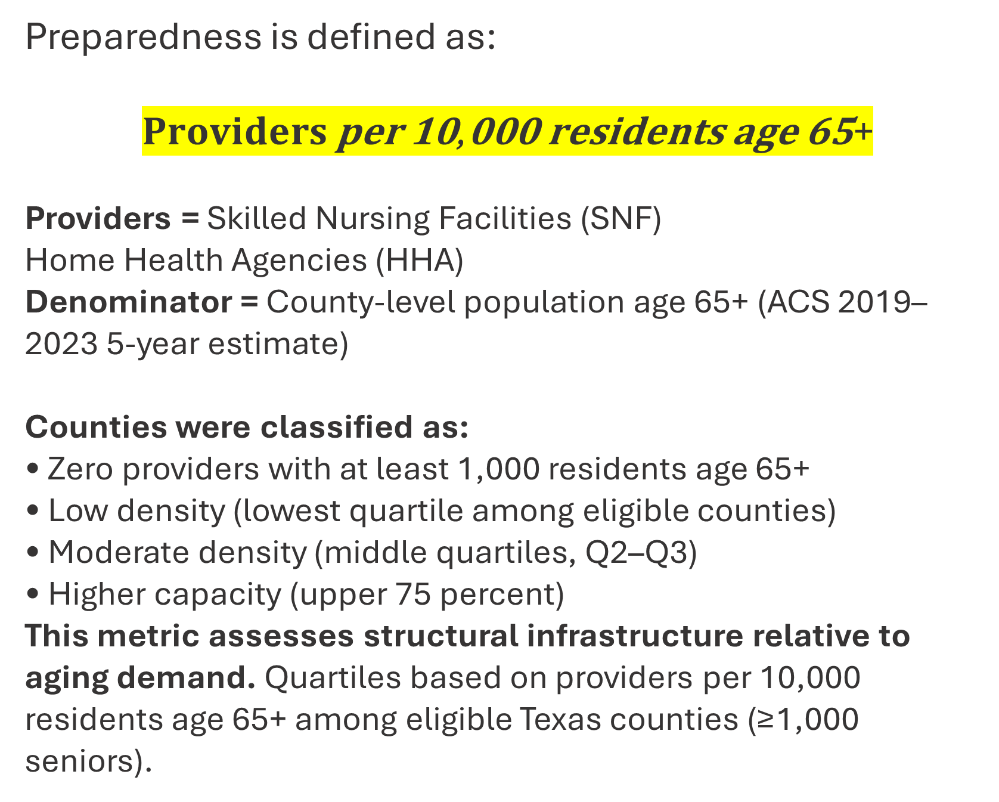 Preparedness is defined as:
Providers per 10,000 residents age 65+
Providers = Skilled Nursing Facilities (SNF)
Home Health Agencies (HHA)
Denominator = County-level population age 65+ (ACS 2019–
2023 5-year estimate)
Counties were classified as:
• Zero providers with at least 1,000 residents age 65+
• Low density (lowest quartile among eligible counties)
• Moderate density (middle quartiles, Q2–Q3)
• Higher capacity (upper 75 percent)
This metric assesses structural infrastructure relative to
aging demand. Quartiles based on providers per 10,000
residents age 65+ among eligible Texas counties (≥1,000
seniors).